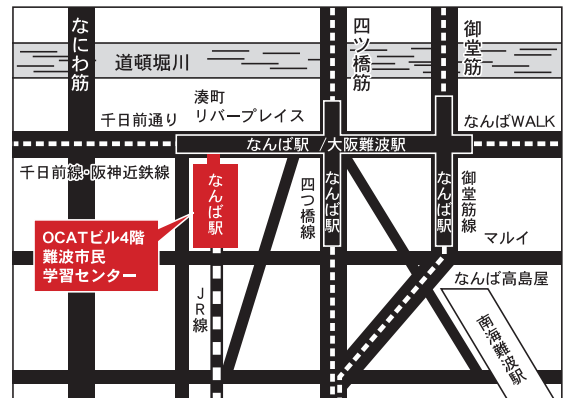 なにわ筋
四ツ橋筋
御堂筋
道頓堀川
湊町
リバープレイス
千日前通り
なんばWALK
なんば駅 /大阪難波駅
千日前線・阪神近鉄線
なんば駅
四つ橋線
なんば駅
なんば駅
御堂筋線
OCATビル4階
難波市民
学習センター
マルイ
なんば高島屋
JR線
南海難波駅